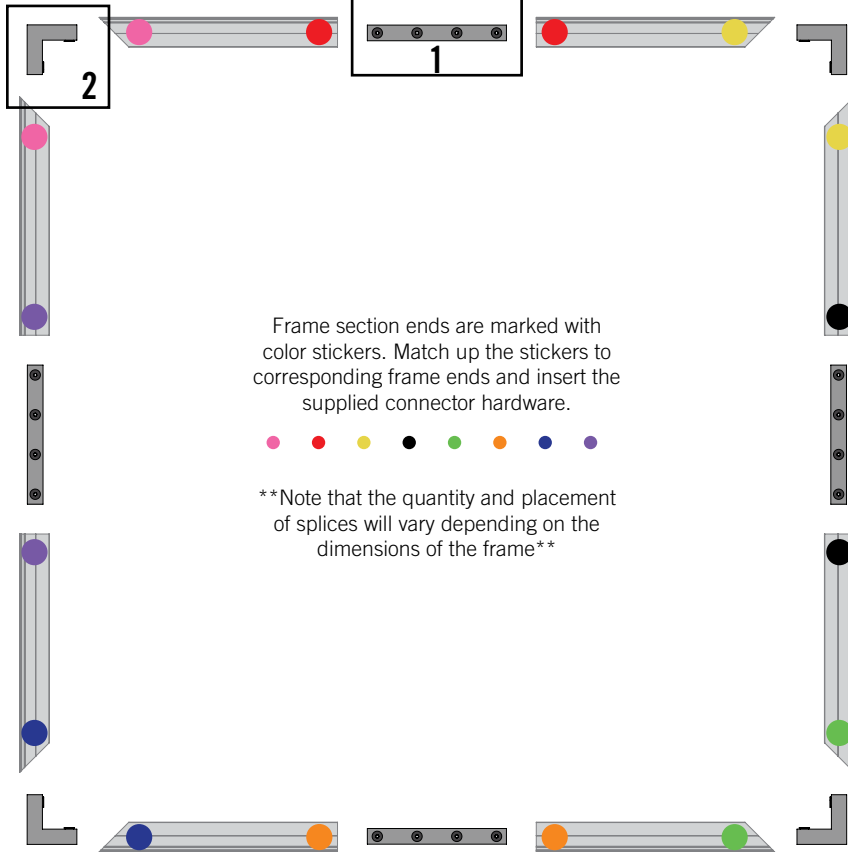 1
2
Frame section ends are marked with
color stickers. Match up the stickers to
corresponding frame ends and insert the
supplied connector hardware.
**Note that the quantity and placement
of splices will vary depending on the
dimensions of the frame**